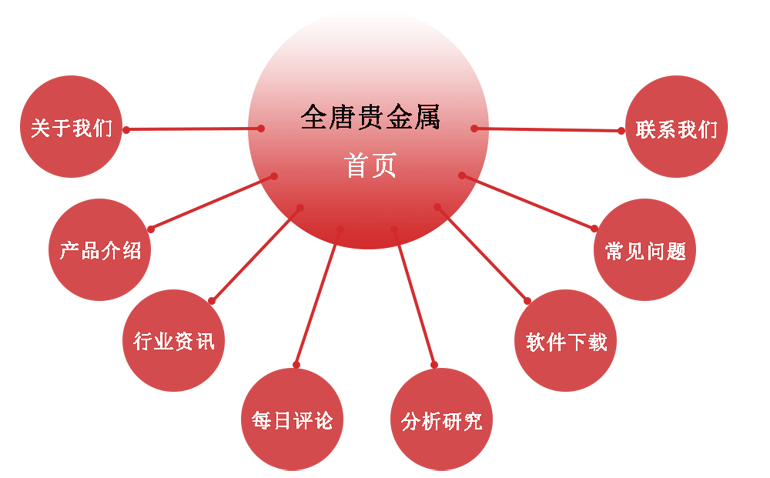 全唐贵金属
首页
关于我们
联系我们
产品介绍
常见问题
行业资讯
软件下载
每日评论
分析研究